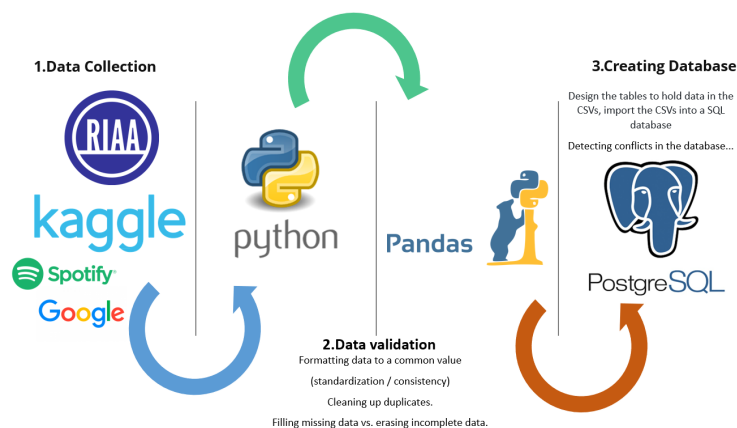 1.Data Collection
RIAA
kaggle
Spotify®
Google
python
Pandas
2.Data validation
Formatting data to a common value
(standardization / consistency)
Cleaning up duplicates.
Filling missing data vs. erasing incomplete data.
3.Creating Database
Design the tables to hold data in the
CSVs, import the CSVs into a SQL
database
Detecting conflicts in the database...
PostgreSQL